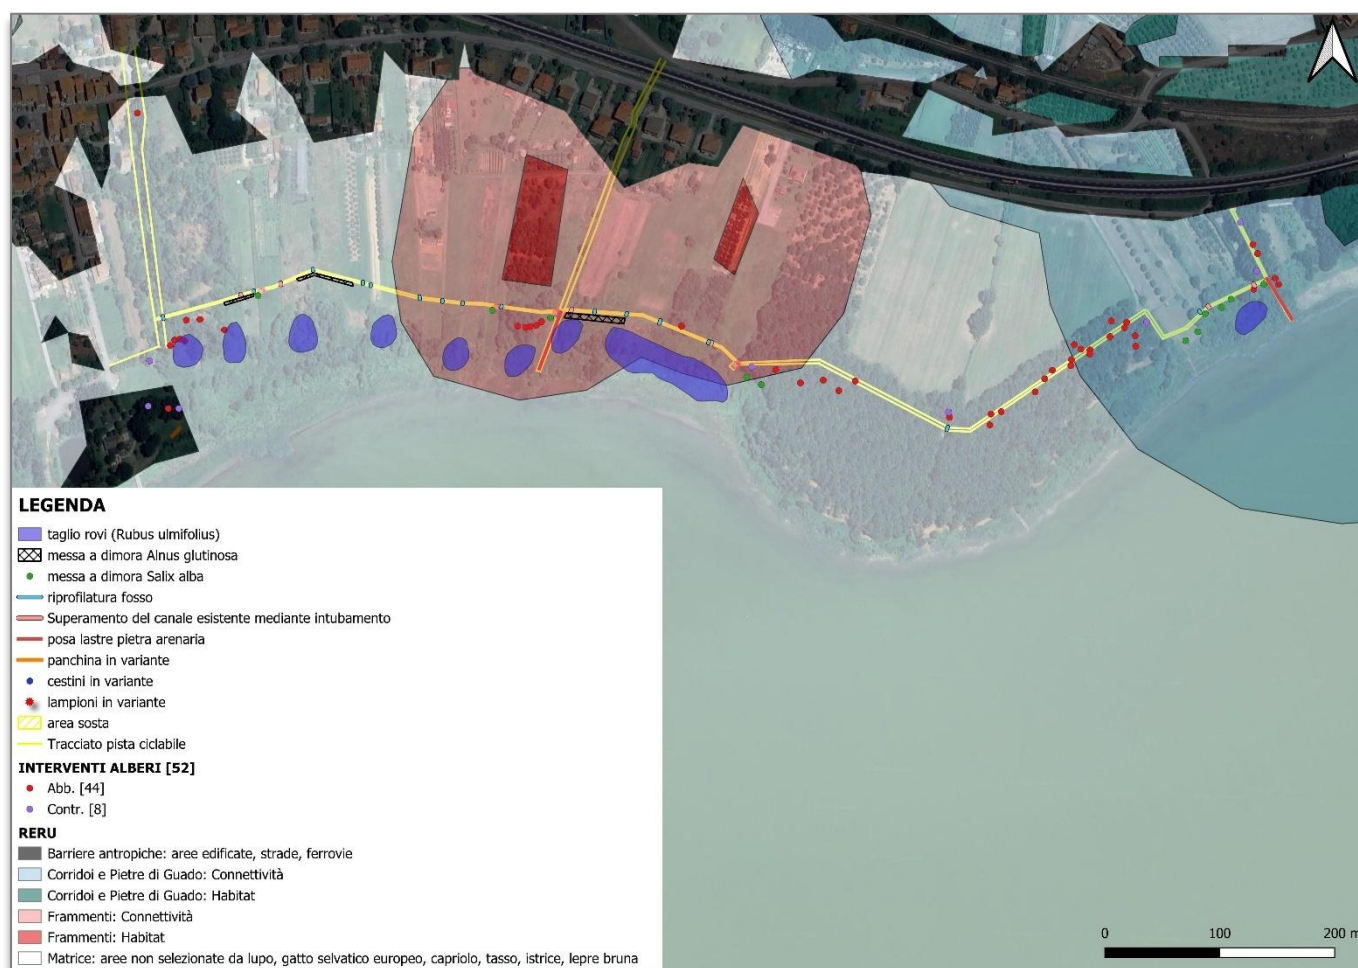 LEGENDA
taglio rovi (Rubus ulmifolius)
messa a dimora Alnus glutinosa
messa a dimora Salix alba
riprofilatura fosso
Superamento del canale esistente mediante intubamento
posa lastre pietra arenaria
panchina in variante
cestini in variante
lampioni in variante
area sosta
Tracciato pista ciclabile
INTERVENTI ALBERI [52]
Abb. [44]
Contr. [8]
RERU
Barriere antropiche: aree edificate, strade, ferrovie
Corridoi e Pietre di Guado: Connettività
Corridoi e Pietre di Guado: Habitat
Frammenti: Connettività
Frammenti: Habitat
Matrice: aree non selezionate da lupo, gatto selvatico europeo, capriolo, tasso, istrice, lepre bruna
0 100 200 m